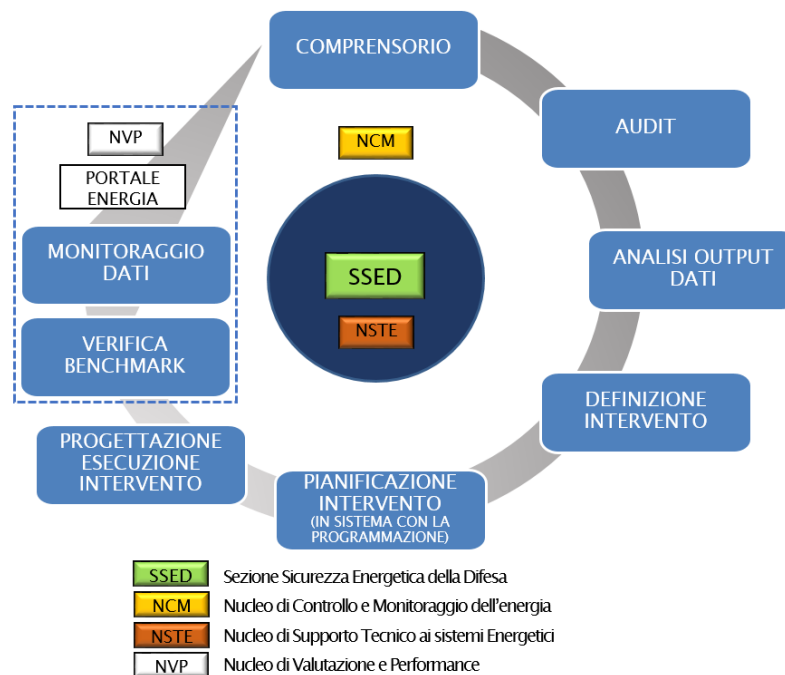 COMPRENSORIO
AUDIT
ANALISI OUTPUT
DATI
DEFINIZIONE
INTERVENTO
PIANIFICAZIONE
INTERVENTO
(IN SISTEMA CON LA
PROGRAMMAZIONE)
PROGETTAZIONE
ESECUZIONE
INTERVENTO
VERIFICA
BENCHMARK
MONITORAGGIO
DATI
PORTALE
ENERGIA
NVP
NCM
SSED
NSTE
SSED Sezione Sicurezza Energetica della Difesa
NCM Nucleo di Controllo e Monitoraggio dell'energia
NSTE Nucleo di Supporto Tecnico ai sistemi Energetici
NVP Nucleo di Valutazione e Performance